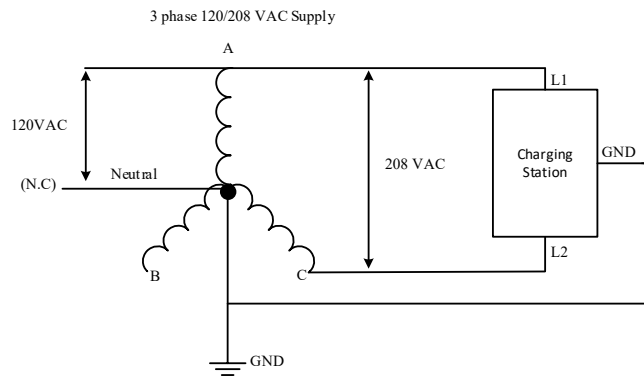 3 phase 120/208 VAC Supply
A
L1
120VAC
Charging
Station
GND
208 VAC
(N.C)
Neutral
B
C
L2
GND